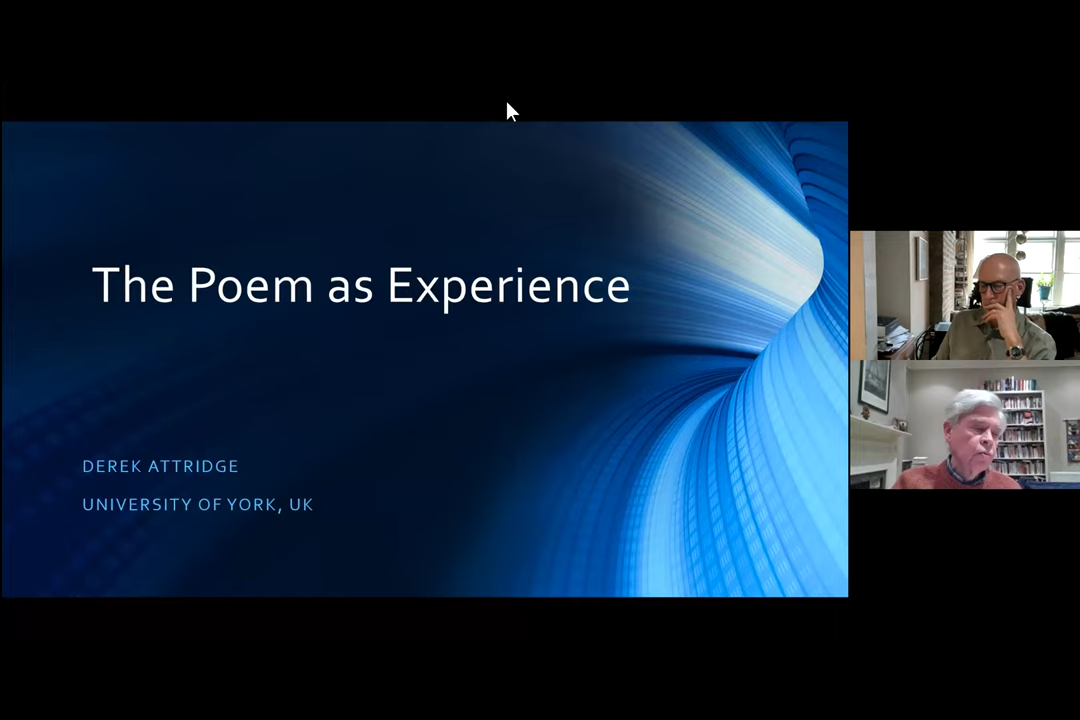 The Poem as Experience
DEREK ATTRIDGE
UNIVERSITY OF YORK, UK